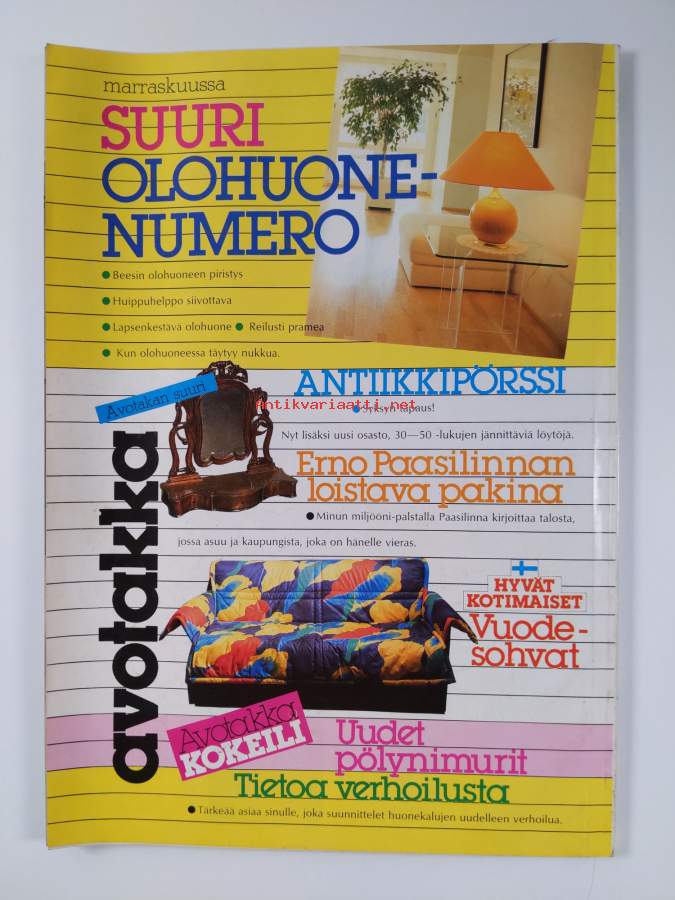 marraskuussa
SUURI
OLOHUONE-
NUMERO
● Beesin olohuoneen piristys
● Huippuhelppo siivottava
● Lapsenkestävä olohuone ● Reilusti pramea
● Kun olohuoneessa täytyy nukkua.
Avotakan suuri
ANTIIKKIPÖRSSI
Antikvariaatti.net
● Syksyn tapaus!
Nyt lisäksi uusi osasto, 30—50 -lukujen jännittäviä löytöjä.
Erno Paasilinnan
loistava pakina
● Minun miljööni-palstalla Paasilinna kirjoittaa talosta,
jossa asuu ja kaupungista, joka on hänelle vieras.
avotakka
HYVÄT
KOTIMAISET
Vuode-
sohvat
Avotakka
KOKEILI
Uudet
pölynimurit
Tietoa verhoilusta
● Tärkeää asiaa sinulle, joka suunnittelet huonekalujen uudelleen verhoilua.